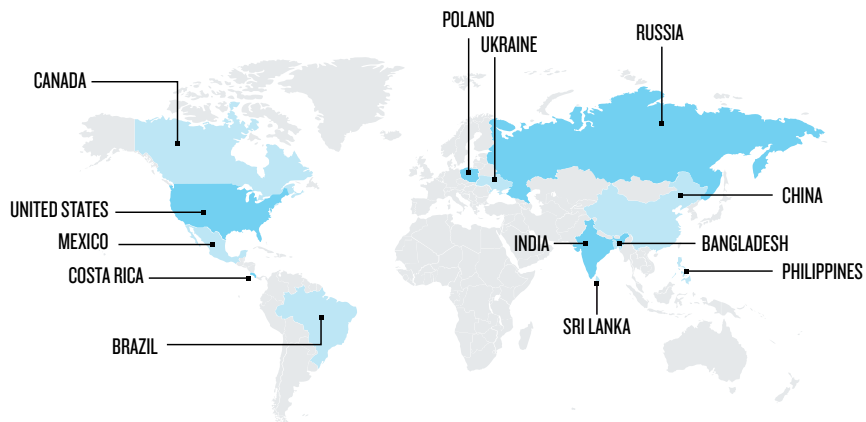 POLAND
UKRAINE
RUSSIA
CANADA
UNITED STATES
MEXICO
COSTA RICA
BRAZIL
CHINA
INDIA
BANGLADESH
PHILIPPINES
SRI LANKA